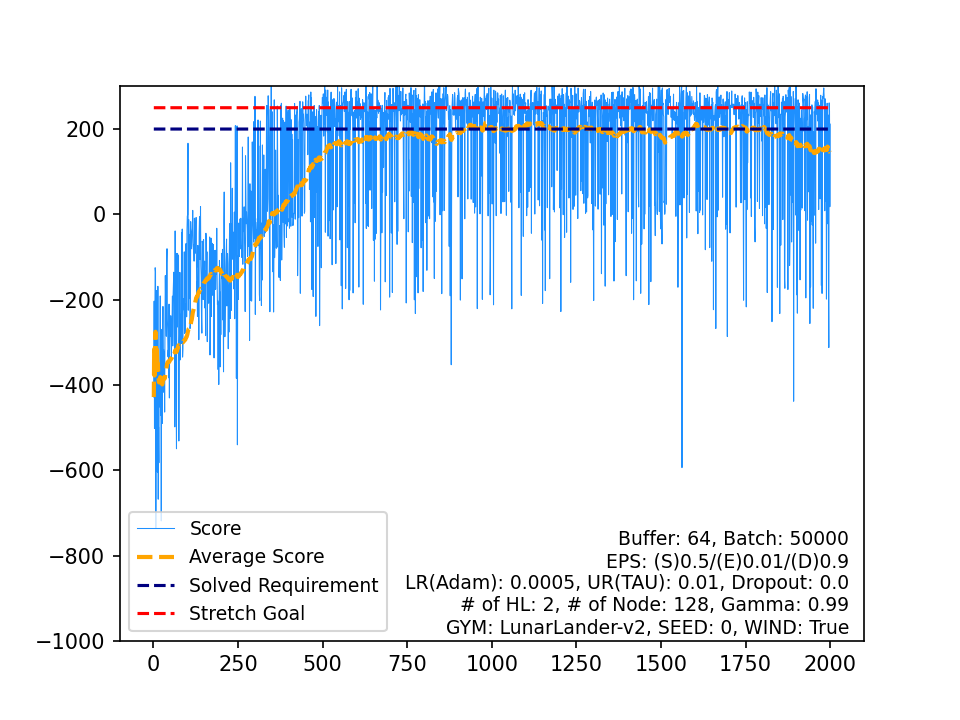 200
0
−200
−400
−600
−800
−1000
0
250
500
750
1000
1250
1500
1750
2000
Score
Average Score
Solved Requirement
Stretch Goal
Buffer: 64, Batch: 50000
EPS: (S)0.5/(E)0.01/(D)0.9
LR(Adam): 0.0005, UR(TAU): 0.01, Dropout: 0.0
# of HL: 2, # of Node: 128, Gamma: 0.99
GYM: LunarLander-v2, SEED: 0, WIND: True